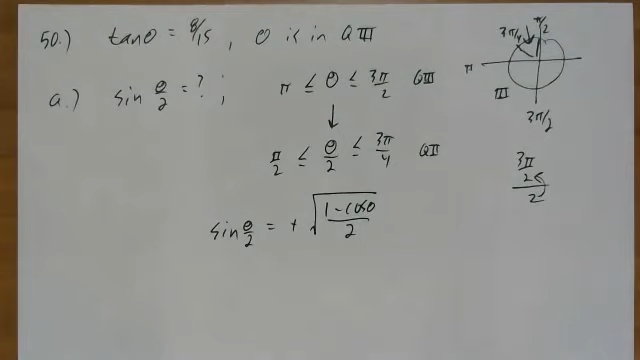 50.) tanθ = 8/15 , θ is in QIII
a.) sin θ/2 = ? ; π ≤ θ ≤ 3π/2 QIII
π/2 ≤ θ/2 ≤ 3π/4 QII
sin θ/2 = + √((1-cosθ)/2)
π/2
3π/4
π
III
3π/2
3π
2
2